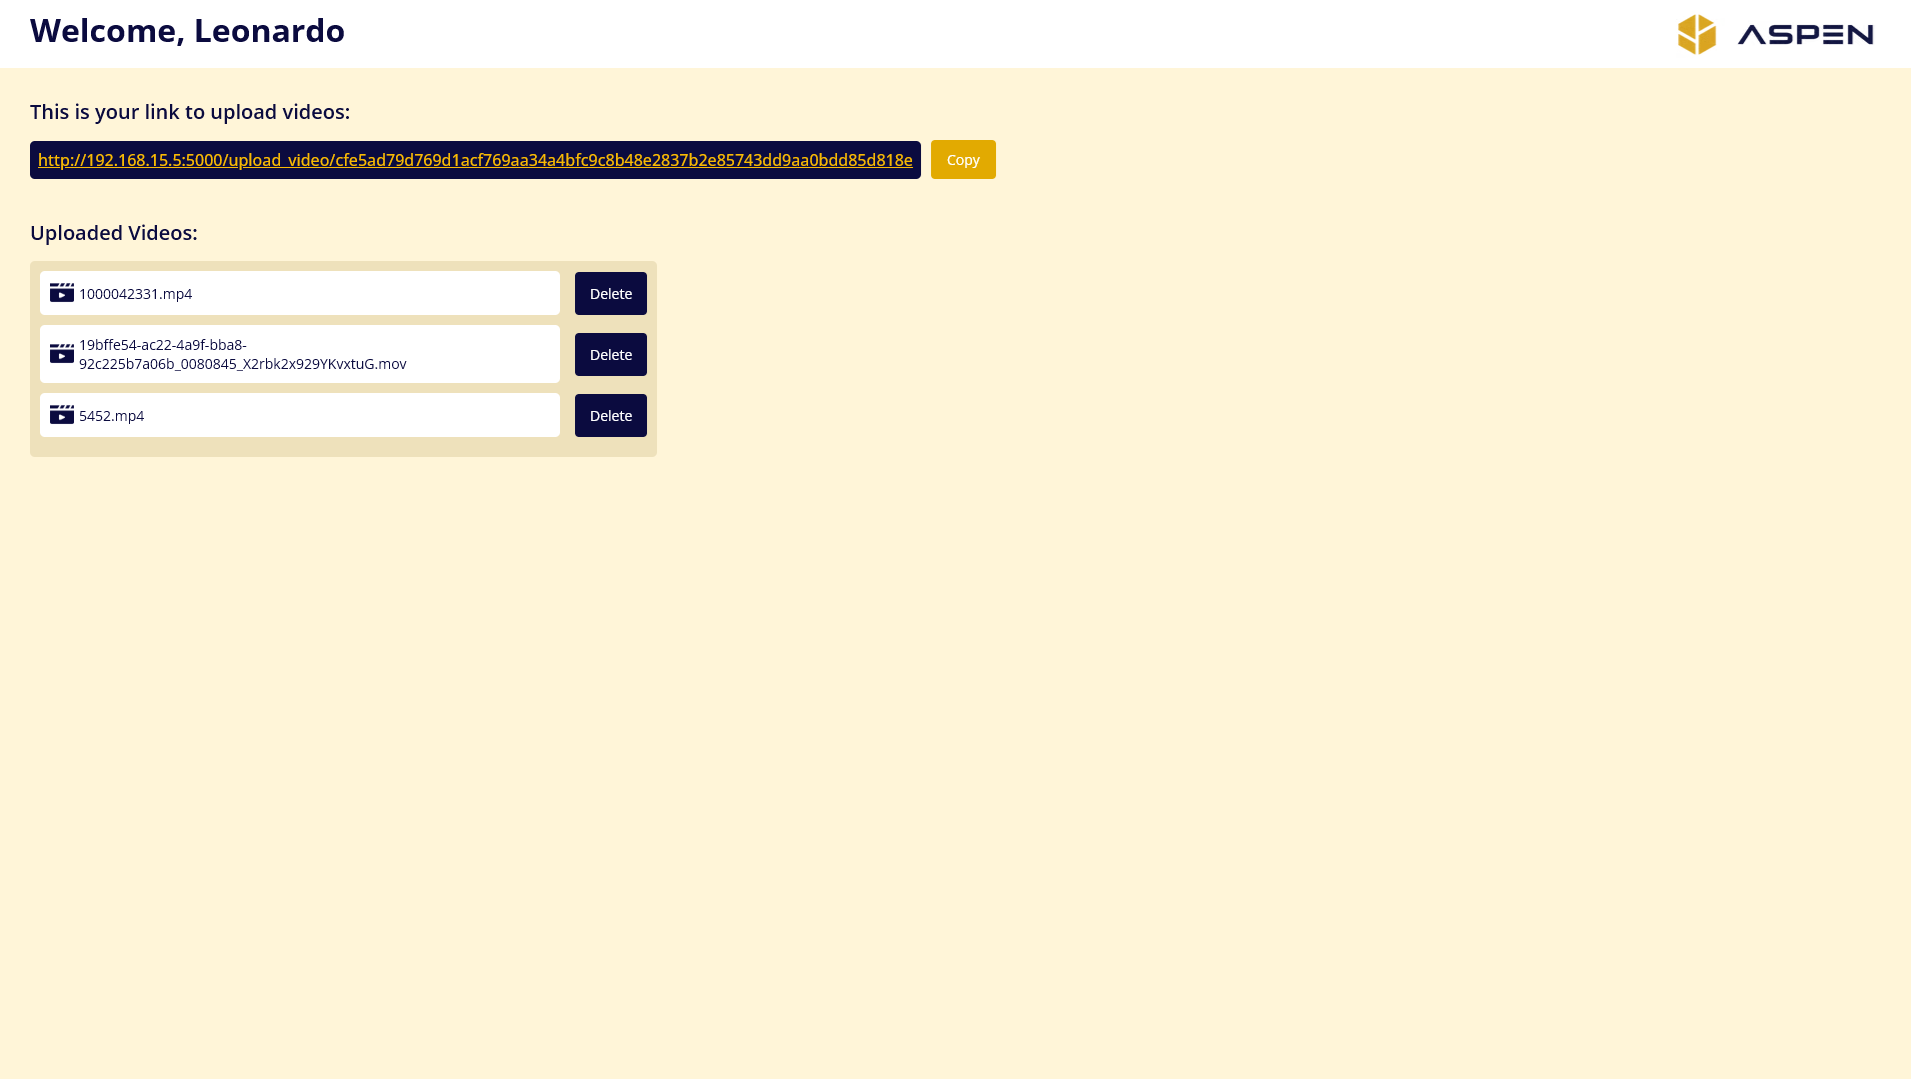 Welcome, Leonardo
ASPEN
This is your link to upload videos:
http://192.168.15.5:5000/upload_video/cfe5ad79d769d1acf769aa34a4bfc9c8b48e2837b2e85743dd9aa0bdd85d818e
Copy
Uploaded Videos:
1000042331.mp4
Delete
19bffe54-ac22-4a9f-bba8-
92c225b7a06b_0080845_X2rbk2x929YKvxtuG.mov
Delete
5452.mp4
Delete